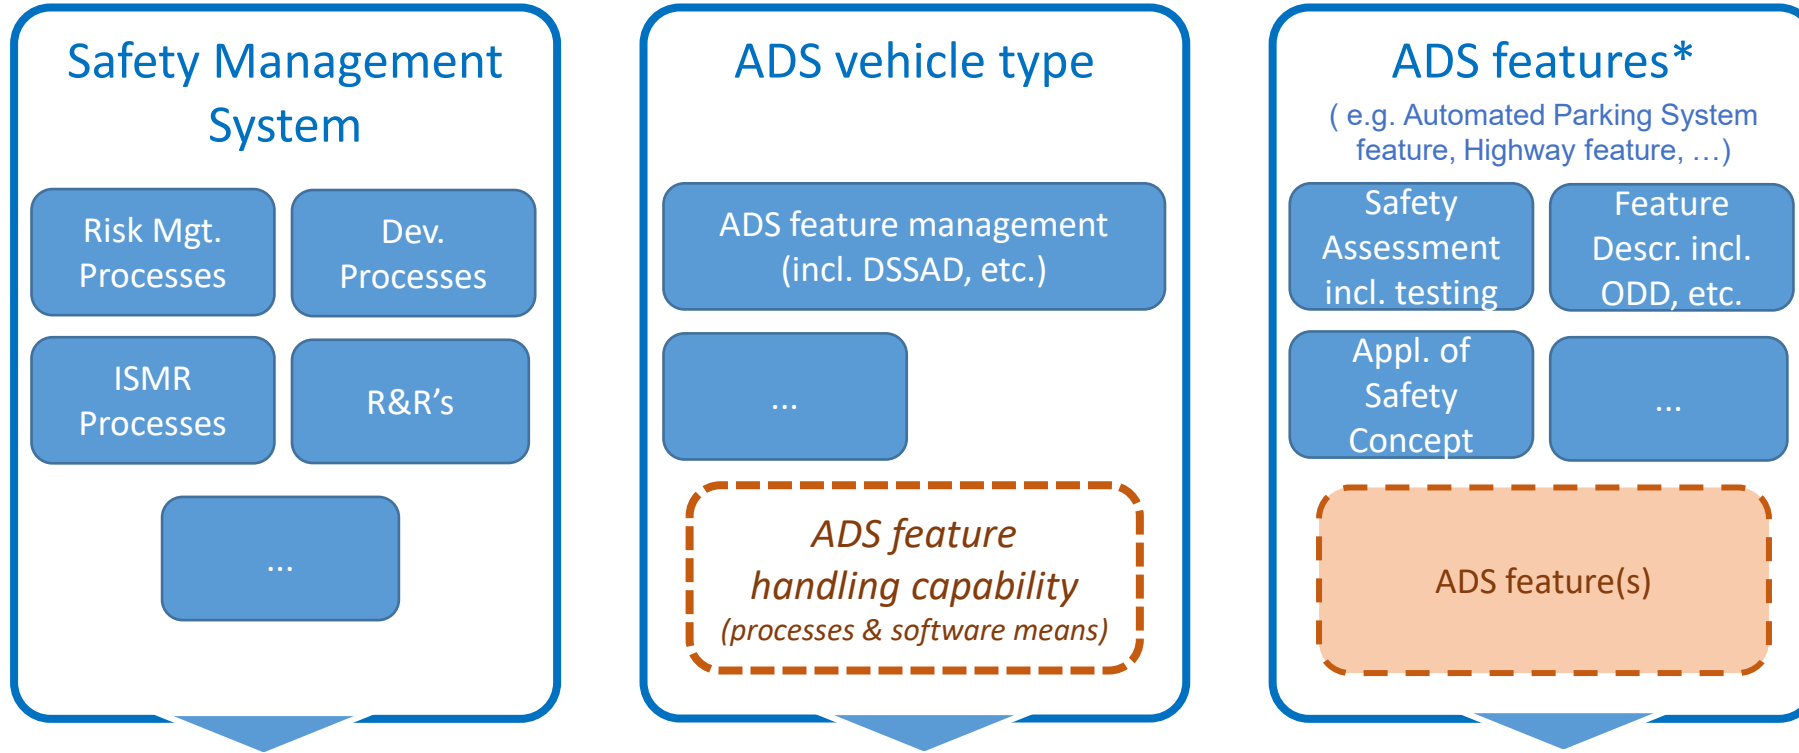 Safety Management
System
Risk Mgt.
Processes
Dev.
Processes
ISMR
Processes
R&R’s
...
ADS vehicle type
ADS feature management
(incl. DSSAD, etc.)
...
ADS feature
handling capability
(processes & software means)
ADS features*
( e.g. Automated Parking System
feature, Highway feature, …)
Safety
Assessment
incl. testing
Feature
Descr. incl.
ODD, etc.
Appl. of
Safety
Concept
...
ADS feature(s)